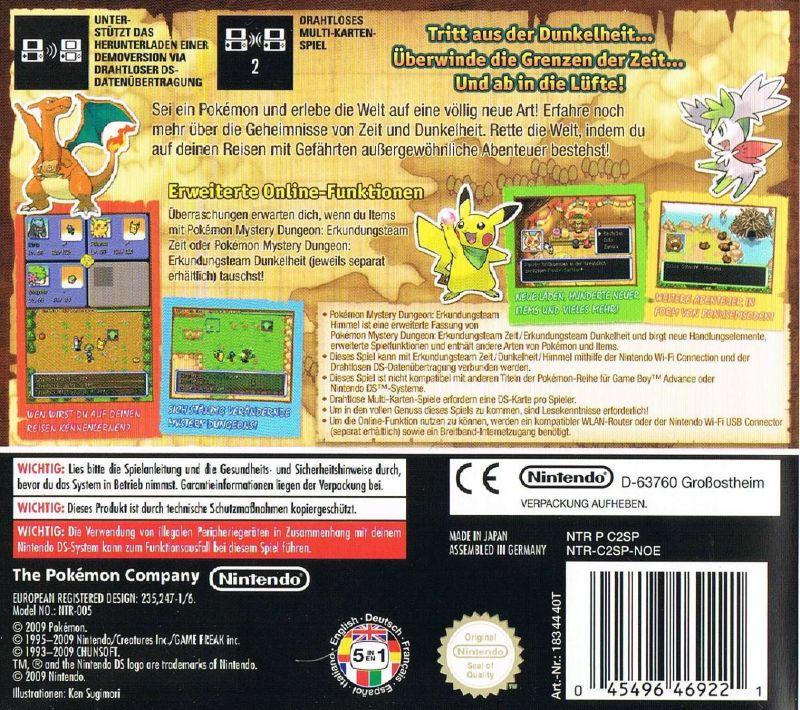 UNTER-
STÜTZT DAS
HERUNTERLADEN EINER
DEMOVERSION VIA
DRAHTLOSER DS-
DATENÜBERTRAGUNG
2
DRAHTLOSES
MULTI-KARTEN-
SPIEL
Tritt aus der Dunkelheit...
Überwinde die Grenzen der Zeit...
Und ab in die Lüfte!
Sei ein Pokémon und erlebe die Welt auf eine völlig neue Art! Erfahre noch
mehr über die Geheimnisse von Zeit und Dunkelheit. Rette die Welt, indem du
auf deinen Reisen mit Gefährten außergewöhnliche Abenteuer bestehst!
Erweiterte Online-Funktionen
Überraschungen erwarten dich, wenn du Items
mit Pokémon Mystery Dungeon: Erkundungsteam
Zeit oder Pokémon Mystery Dungeon:
Erkundungsteam Dunkelheit (jeweils separat
erhältlich) tauschst!
WEN WIRST DU AUF DEINEN
REISEN KENNENLERNEN?
SICH STÄNDIG VERÄNDERNDE
MYSTERY DUNGEONS!
NEUE LÄDEN, HUNDERTE NEUER
ITEMS UND VIELES MEHR!
WEITERE ABENTEUER IN
FORM VON BONUSEPISODEN!
• Pokémon Mystery Dungeon: Erkundungsteam
Himmel ist eine erweiterte Fassung von
Pokémon Mystery Dungeon: Erkundungsteam Zeit/Erkundungsteam Dunkelheit und birgt neue Handlungselemente,
erweiterte Spielfunktionen und enthält andere Arten von Pokémon und Items.
• Dieses Spiel kann mit Erkundungsteam Zeit/Dunkelheit/Himmel mithilfe der Nintendo Wi-Fi Connection und der
Drahtlosen DS-Datenübertragung verbunden werden.
• Dieses Spiel ist nicht kompatibel mit anderen Titeln der Pokémon-Reihe für Game Boy™ Advance oder
Nintendo DS™-Systeme.
• Drahtlose Multi-Karten-Spiele erfordern eine DS-Karte pro Spieler.
• Um in den vollen Genuss dieses Spiels zu kommen, sind Lesekenntnisse erforderlich!
• Um die Online-Funktion nutzen zu können, werden ein kompatibler WLAN-Router oder der Nintendo Wi-Fi USB Connector
(separat erhältlich) sowie ein Breitband-Internetzugang benötigt.
WICHTIG: Lies bitte die Spielanleitung und die Gesundheits- und Sicherheitshinweise durch,
bevor du das System in Betrieb nimmst. Garantieinformationen liegen der Verpackung bei.
WICHTIG: Dieses Produkt ist durch technische Schutzmaßnahmen kopiergeschützt.
WICHTIG: Die Verwendung von illegalen Peripheriegeräten in Zusammenhang mit deinem
Nintendo DS-System kann zum Funktionsausfall bei diesem Spiel führen.
CE Nintendo D-63760 Großostheim
VERPACKUNG AUFHEBEN.
MADE IN JAPAN
ASSEMBLED IN GERMANY
NTR P C2SP
NTR-C2SP-NOE
The Pokémon Company Nintendo
EUROPEAN REGISTERED DESIGN: 235,247-1/6.
Model NO.: NTR-005
© 2009 Pokémon.
© 1995–2009 Nintendo/Creatures Inc./GAME FREAK inc.
© 1993–2009 CHUNSOFT.
TM, ® and the Nintendo DS logo are trademarks of Nintendo.
© 2009 Nintendo.
Illustrationen: Ken Sugimori
English · Deutsch · Français · Español · Italiano
5 IN EN 1
Original
Nintendo
Seal of
Quality
TM
Art.-Nr.: 183 44 40T
0 45496 46922 1